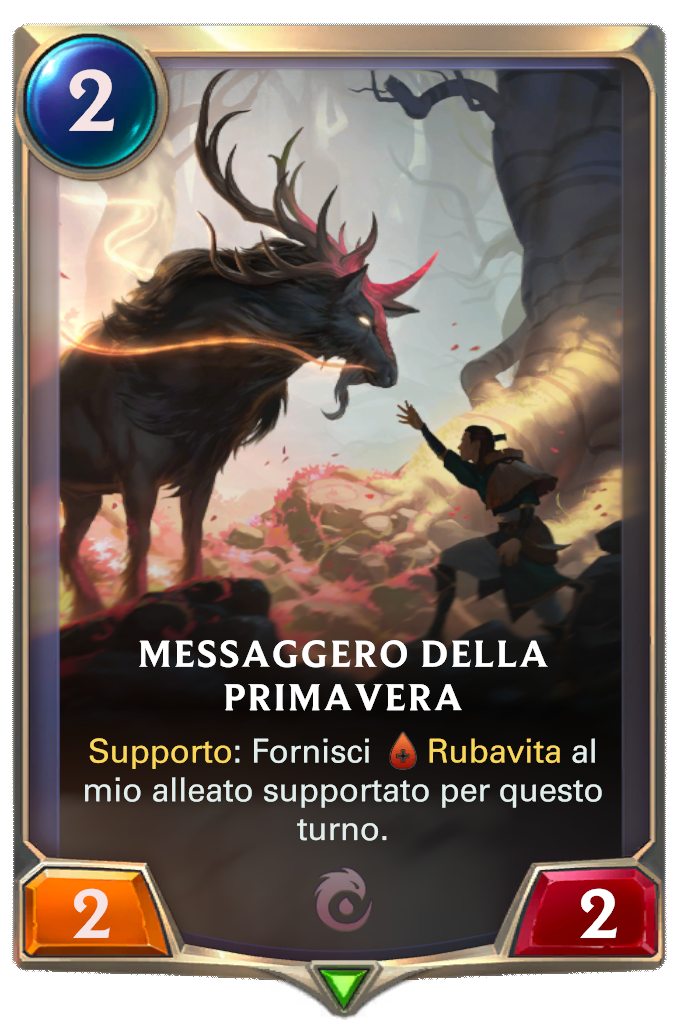 2
MESSAGGERO DELLA
PRIMAVERA
Supporto: Fornisci Rubavita al
mio alleato supportato per questo
turno.
2
2